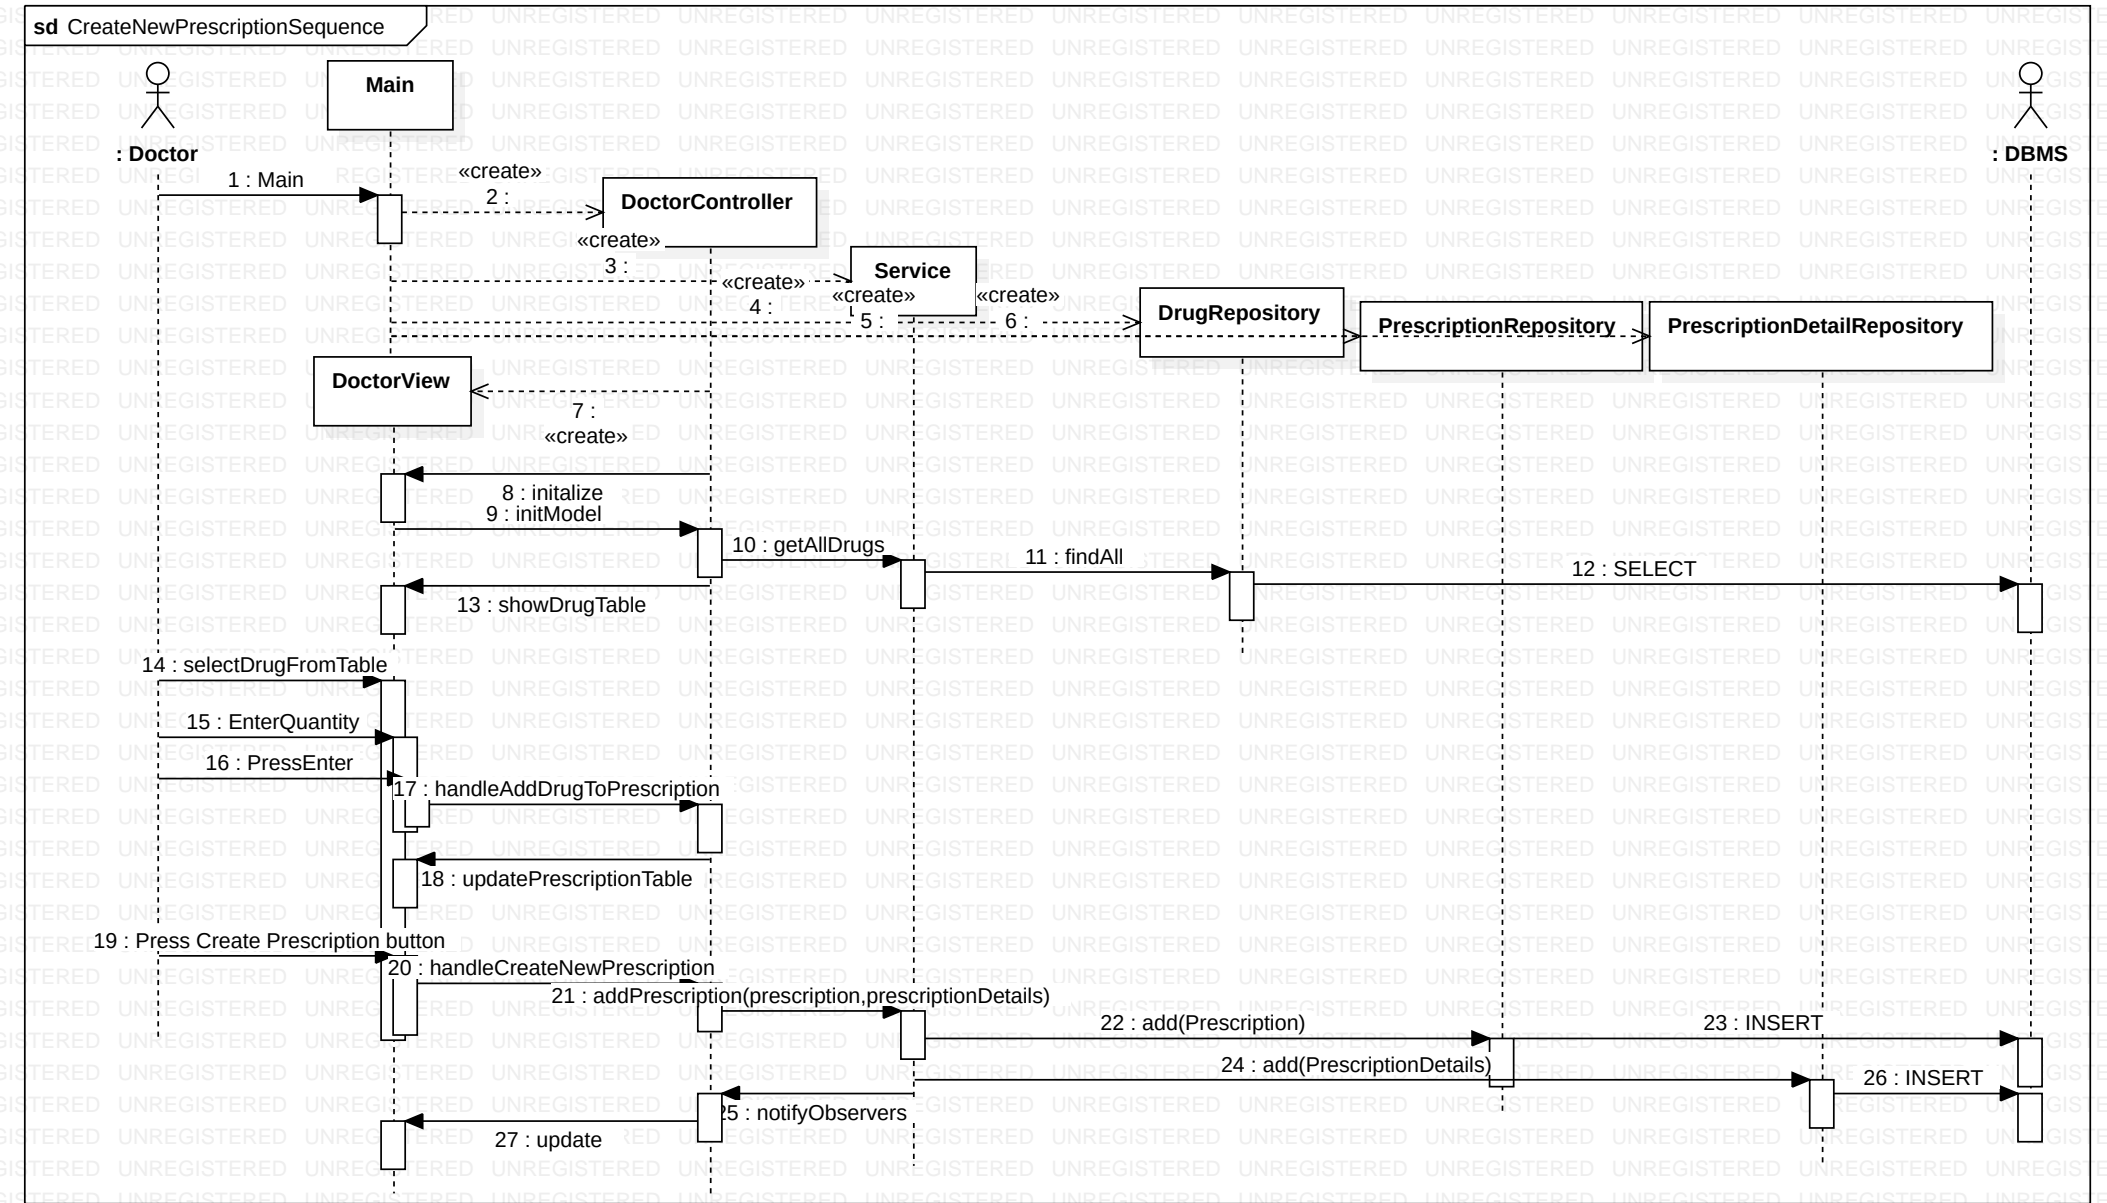 sd CreateNewPrescriptionSequence
Main
: Doctor
: DBMS
1 : Main
«create»
2 :
DoctorController
«create»
3 :
Service
«create»
4 :
«create»
5 :
«create»
6 :
DrugRepository
PrescriptionRepository
PrescriptionDetailRepository
DoctorView
7 :
«create»
8 : initalize
9 : initModel
10 : getAllDrugs
11 : findAll
12 : SELECT
13 : showDrugTable
14 : selectDrugFromTable
15 : EnterQuantity
16 : PressEnter
17 : handleAddDrugToPrescription
18 : updatePrescriptionTable
19 : Press Create Prescription button
20 : handleCreateNewPrescription
21 : addPrescription(prescription,prescriptionDetails)
22 : add(Prescription)
23 : INSERT
24 : add(PrescriptionDetails)
26 : INSERT
25 : notifyObservers
27 : update
UNREGISTERED